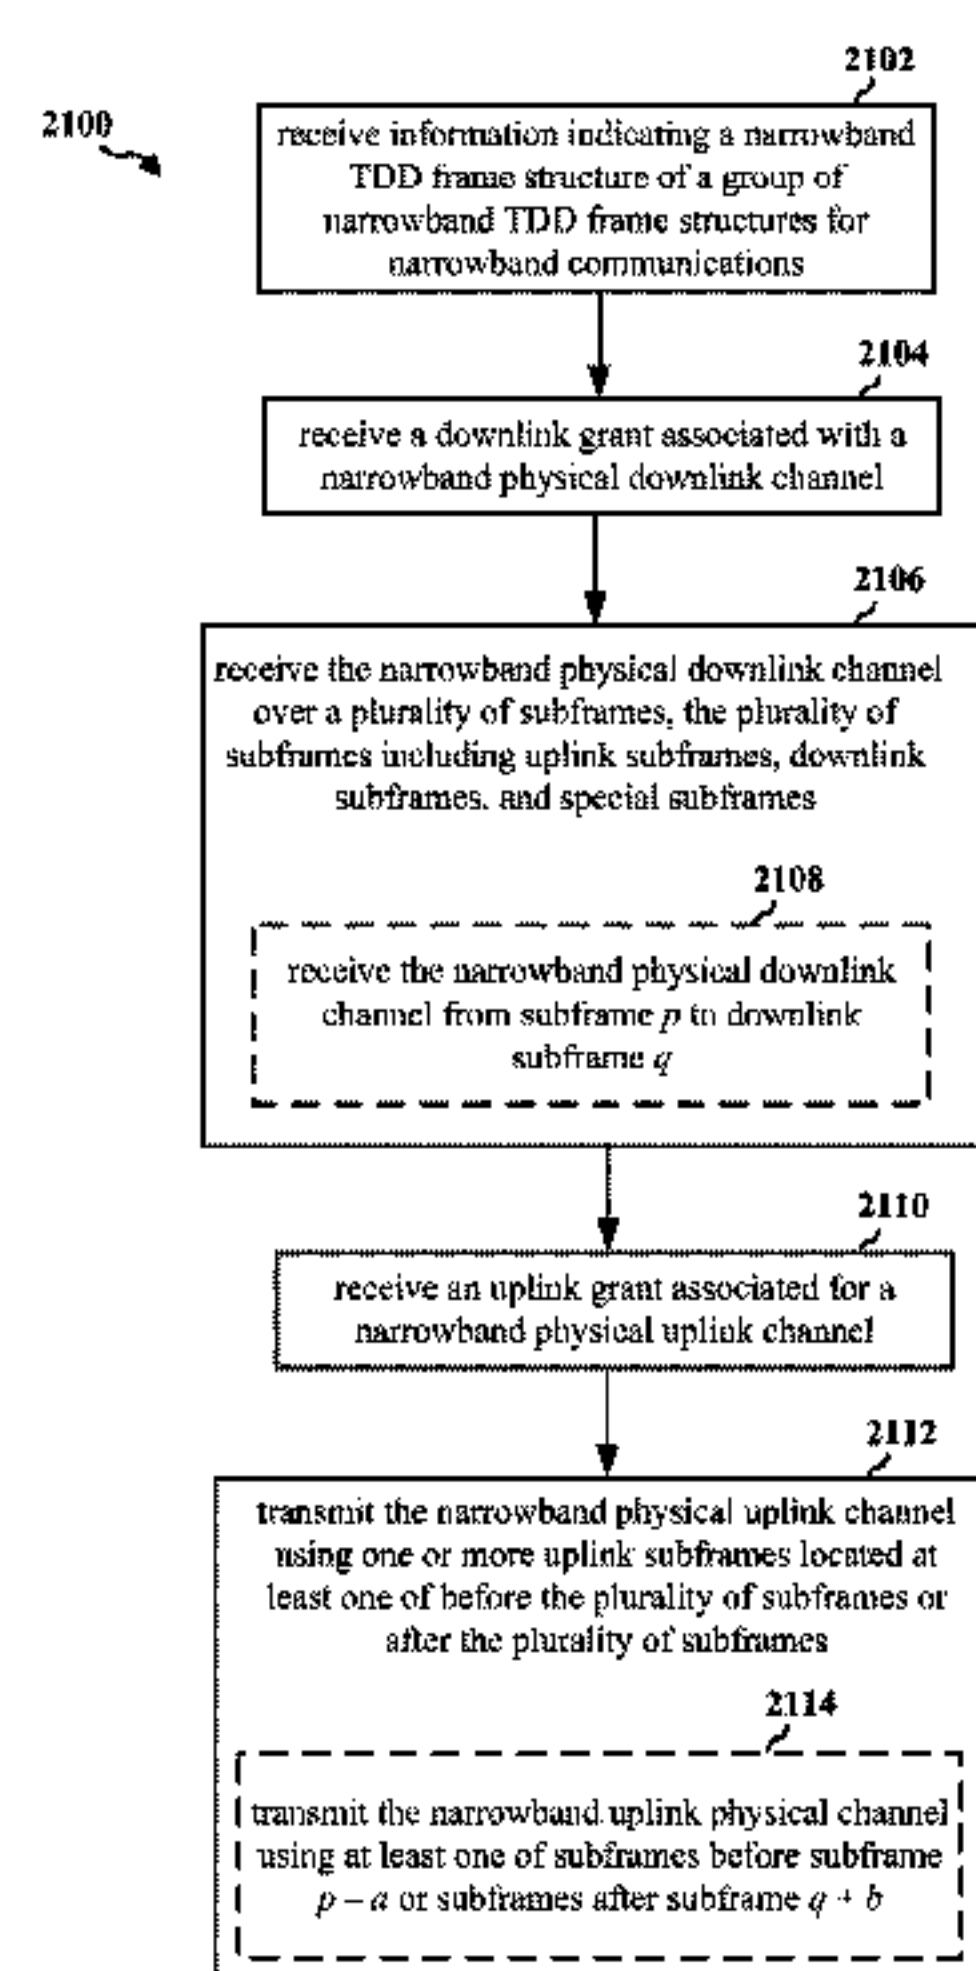 2100
2102
receive information indicating a narrowband
TDD frame structure of a group of
narrowband TDD frame structures for
narrowband communications
2104
receive a downlink grant associated with a
narrowband physical downlink channel
2106
receive the narrowband physical downlink channel
over a plurality of subframes, the plurality of
subframes including uplink subframes, downlink
subframes, and special subframes
2108
receive the narrowband physical downlink
channel from subframe p to downlink
subframe q
2110
receive an uplink grant associated for a
narrowband physical uplink channel
2112
transmit the narrowband physical uplink channel
using one or more uplink subframes located at
least one of before the plurality of subframes or
after the plurality of subframes
2114
transmit the narrowband uplink physical channel
using at least one of subframes before subframe
p – a or subframes after subframe q + b